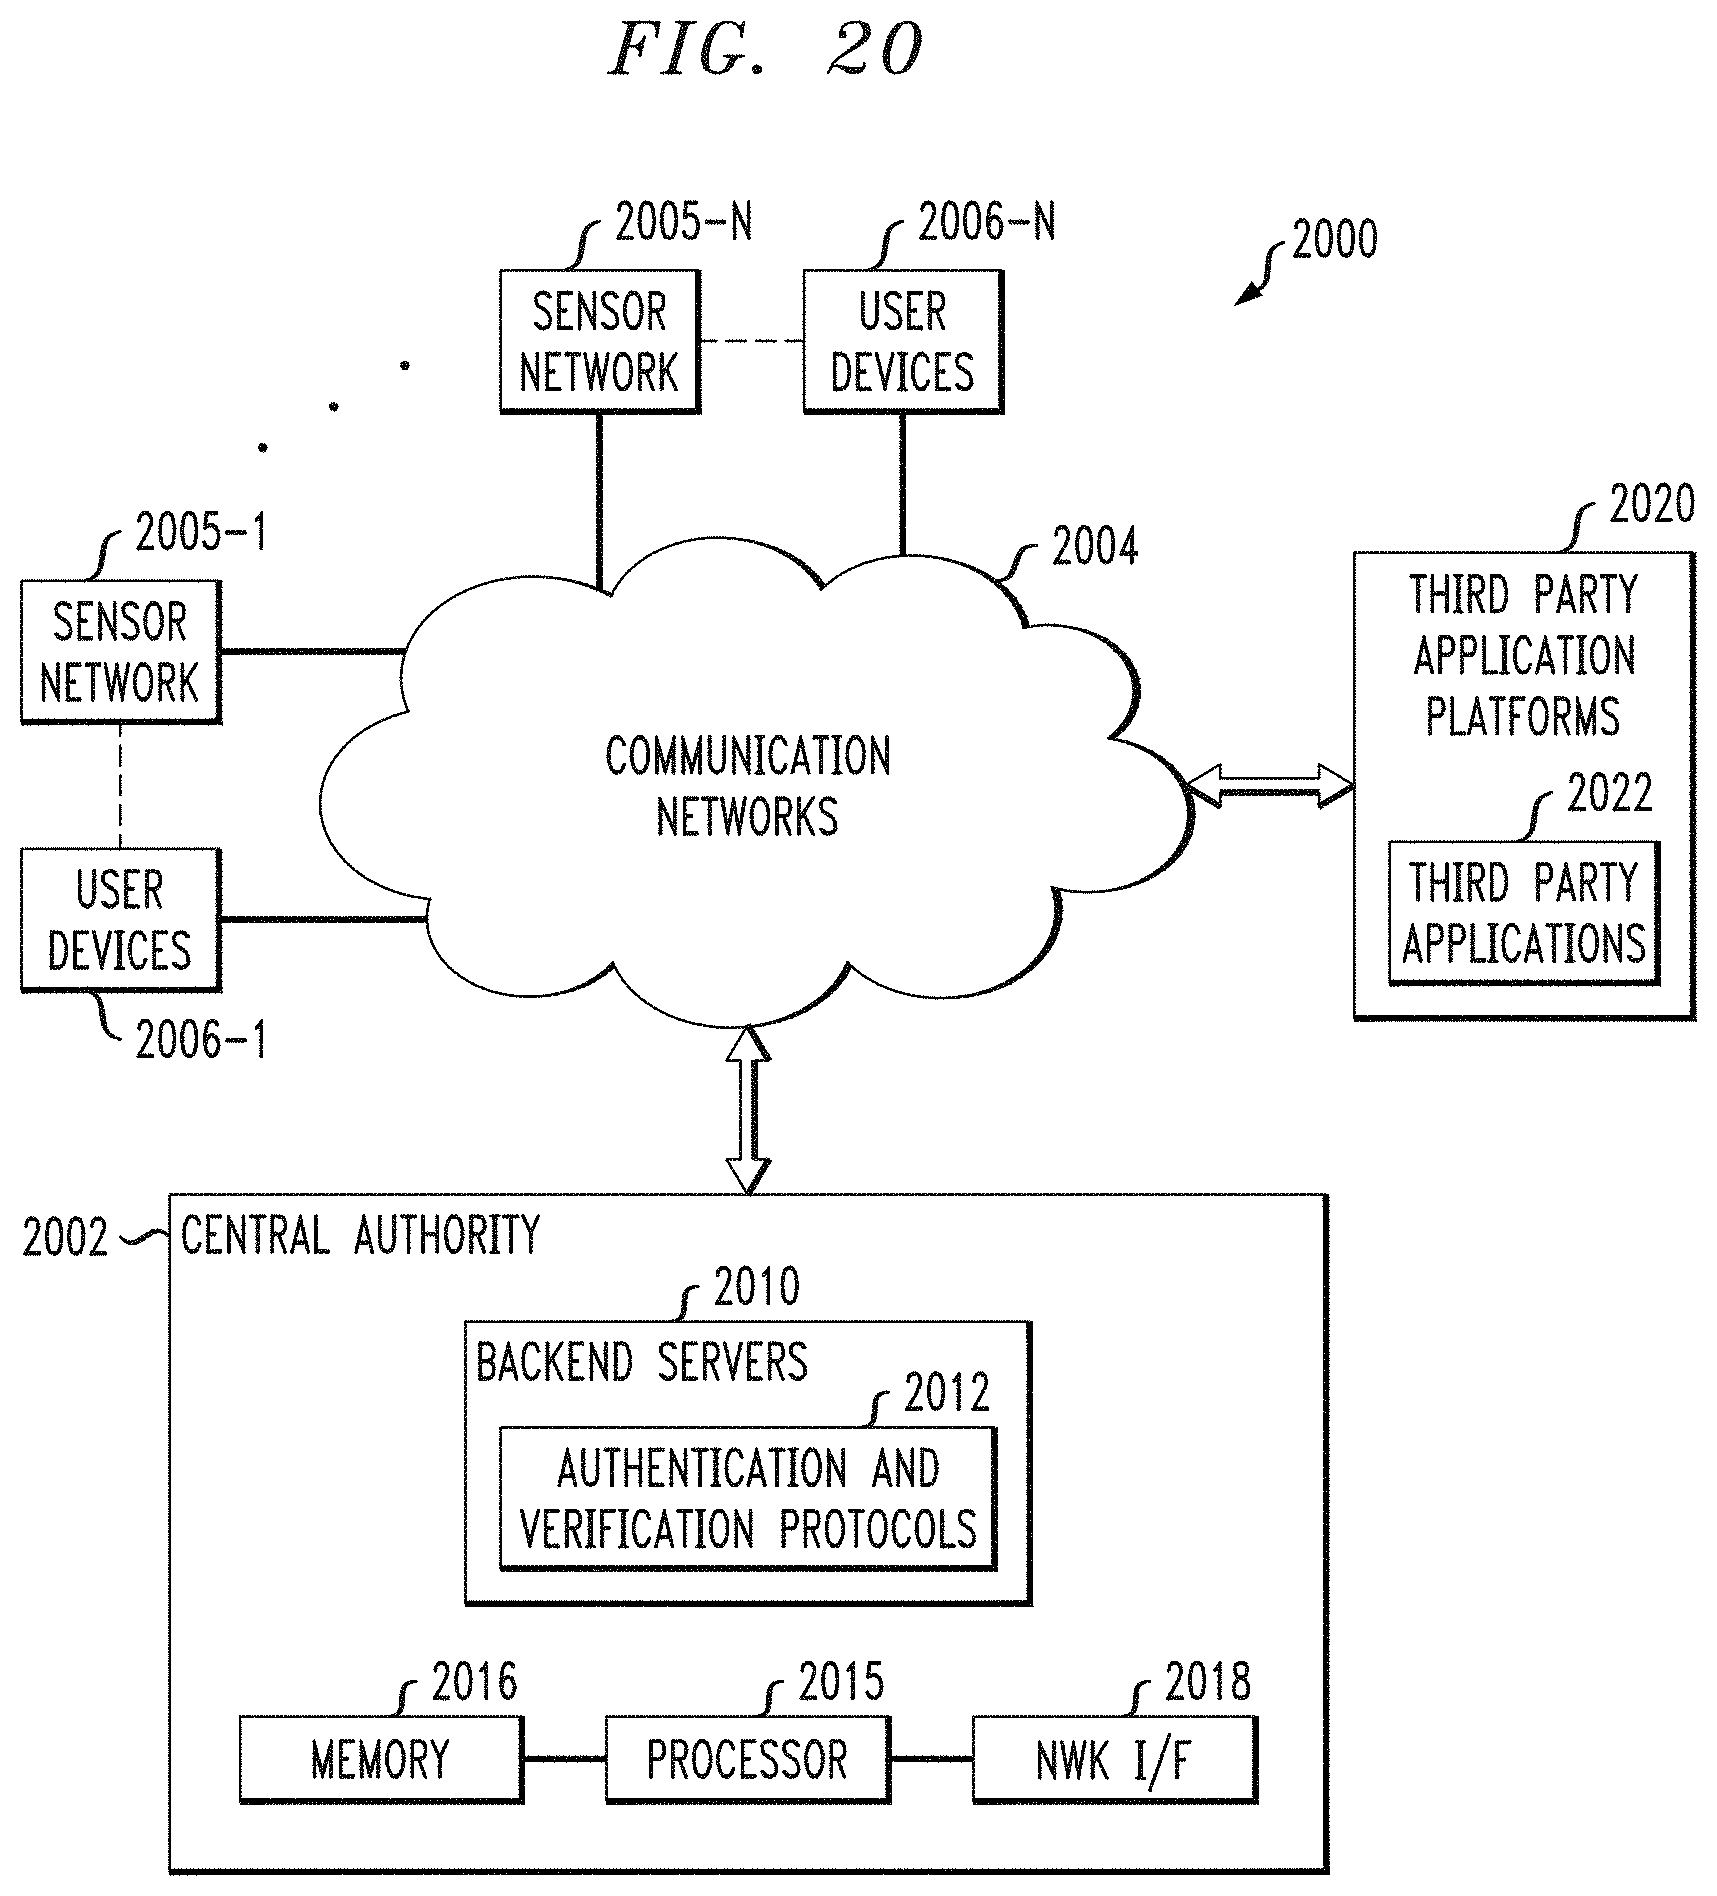 FIG. 20
2005-N
2006-N
2000
SENSOR
NETWORK
USER
DEVICES
2005-1
2004
2020
SENSOR
NETWORK
THIRD PARTY
APPLICATION
PLATFORMS
COMMUNICATION
NETWORKS
2022
THIRD PARTY
APPLICATIONS
USER
DEVICES
2006-1
2002
CENTRAL AUTHORITY
2010
BACKEND SERVERS
2012
AUTHENTICATION AND
VERIFICATION PROTOCOLS
2016
2015
2018
MEMORY
PROCESSOR
NWK I/F